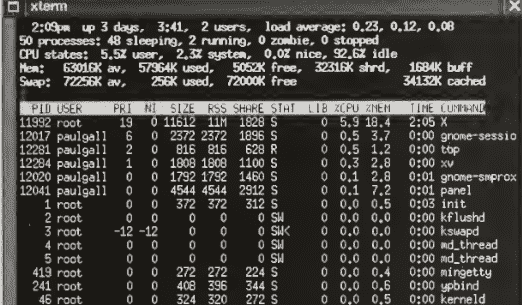 xterm
2:09pm up 3 days, 3:41, 2 users, load average: 0.23, 0.12, 0.08
50 processes: 48 sleeping, 2 running, 0 zombie, 0 stopped
CPU states: 5.5% user, 2.3% system, 0.0% nice, 92.6% idle
Mem: 63016K av, 57964K used, 5052K free, 32316K shrd, 1684K buff
Swap: 72256K av, 256K used, 72000K free 34132K cached
PID USER PRI NI SIZE RSS SHARE STAT LIB %CPU %MEM TIME COMMAND
11992 root 19 0 11612 11M 1828 S 0 5.9 18.4 2:05 X
12017 paulgall 6 0 2372 2372 1896 S 0 0.5 3.7 0:00 gnome-sessio
12281 paulgall 2 0 816 816 628 R 0 0.5 1.2 0:00 top
12284 paulgall 1 0 1808 1808 1100 S 0 0.3 2.8 0:00 xv
12020 paulgall 0 0 1792 1792 1460 S 0 0.1 2.8 0:01 gnome-smprox
12041 paulgall 0 0 4544 4544 2912 S 0 0.1 7.2 0:01 panel
1 root 0 0 372 372 312 S 0 0.0 0.5 0:03 init
2 root 0 0 0 0 0 SW 0 0.0 0.0 0:00 kflushd
3 root -12 -12 0 0 0 SW< 0 0.0 0.0 0:00 kswapd
4 root 0 0 0 0 0 SW 0 0.0 0.0 0:00 md_thread
5 root 0 0 0 0 0 SW 0 0.0 0.0 0:00 md_thread
419 root 0 0 272 272 224 S 0 0.0 0.4 0:00 mingetty
241 root 0 0 408 396 344 S 0 0.0 0.6 0:00 ypbind
46 root 0 0 324 320 272 S 0 0.0 0.5 0:00 kerneld